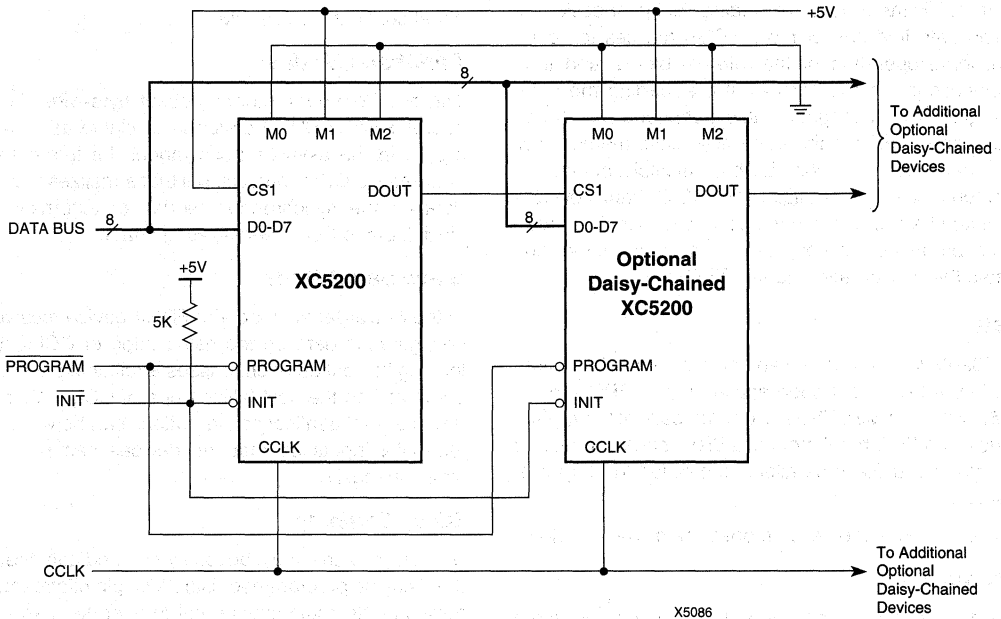 +5V
8
M0 M1 M2
M0 M1 M2
To Additional
Optional
Daisy-Chained
Devices
CS1
DOUT
CS1
DOUT
DATA BUS
8
D0-D7
8
D0-D7
+5V
XC5200
Optional
Daisy-Chained
XC5200
5K
PROGRAM
PROGRAM
PROGRAM
INIT
INIT
INIT
CCLK
CCLK
CCLK
To Additional
Optional
Daisy-Chained
Devices
X5086